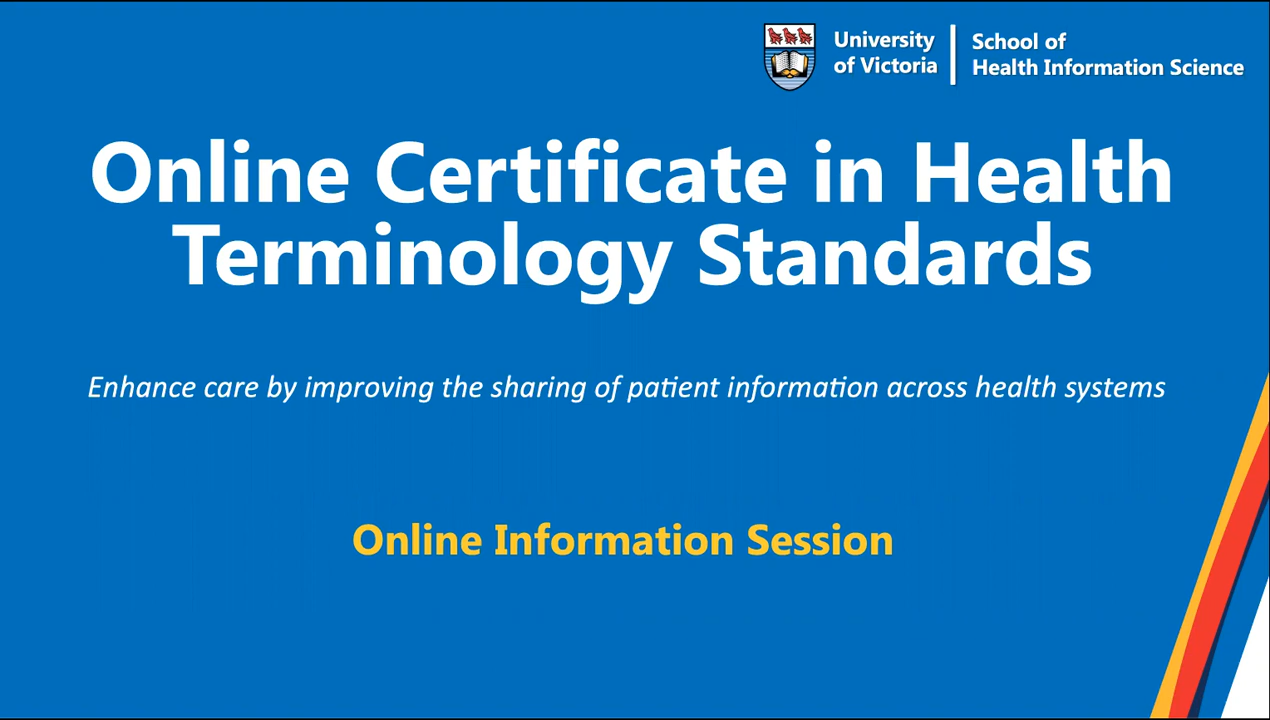 University
of Victoria
School of
Health Information Science
Online Certificate in Health
Terminology Standards
Enhance care by improving the sharing of patient information across health systems
Online Information Session